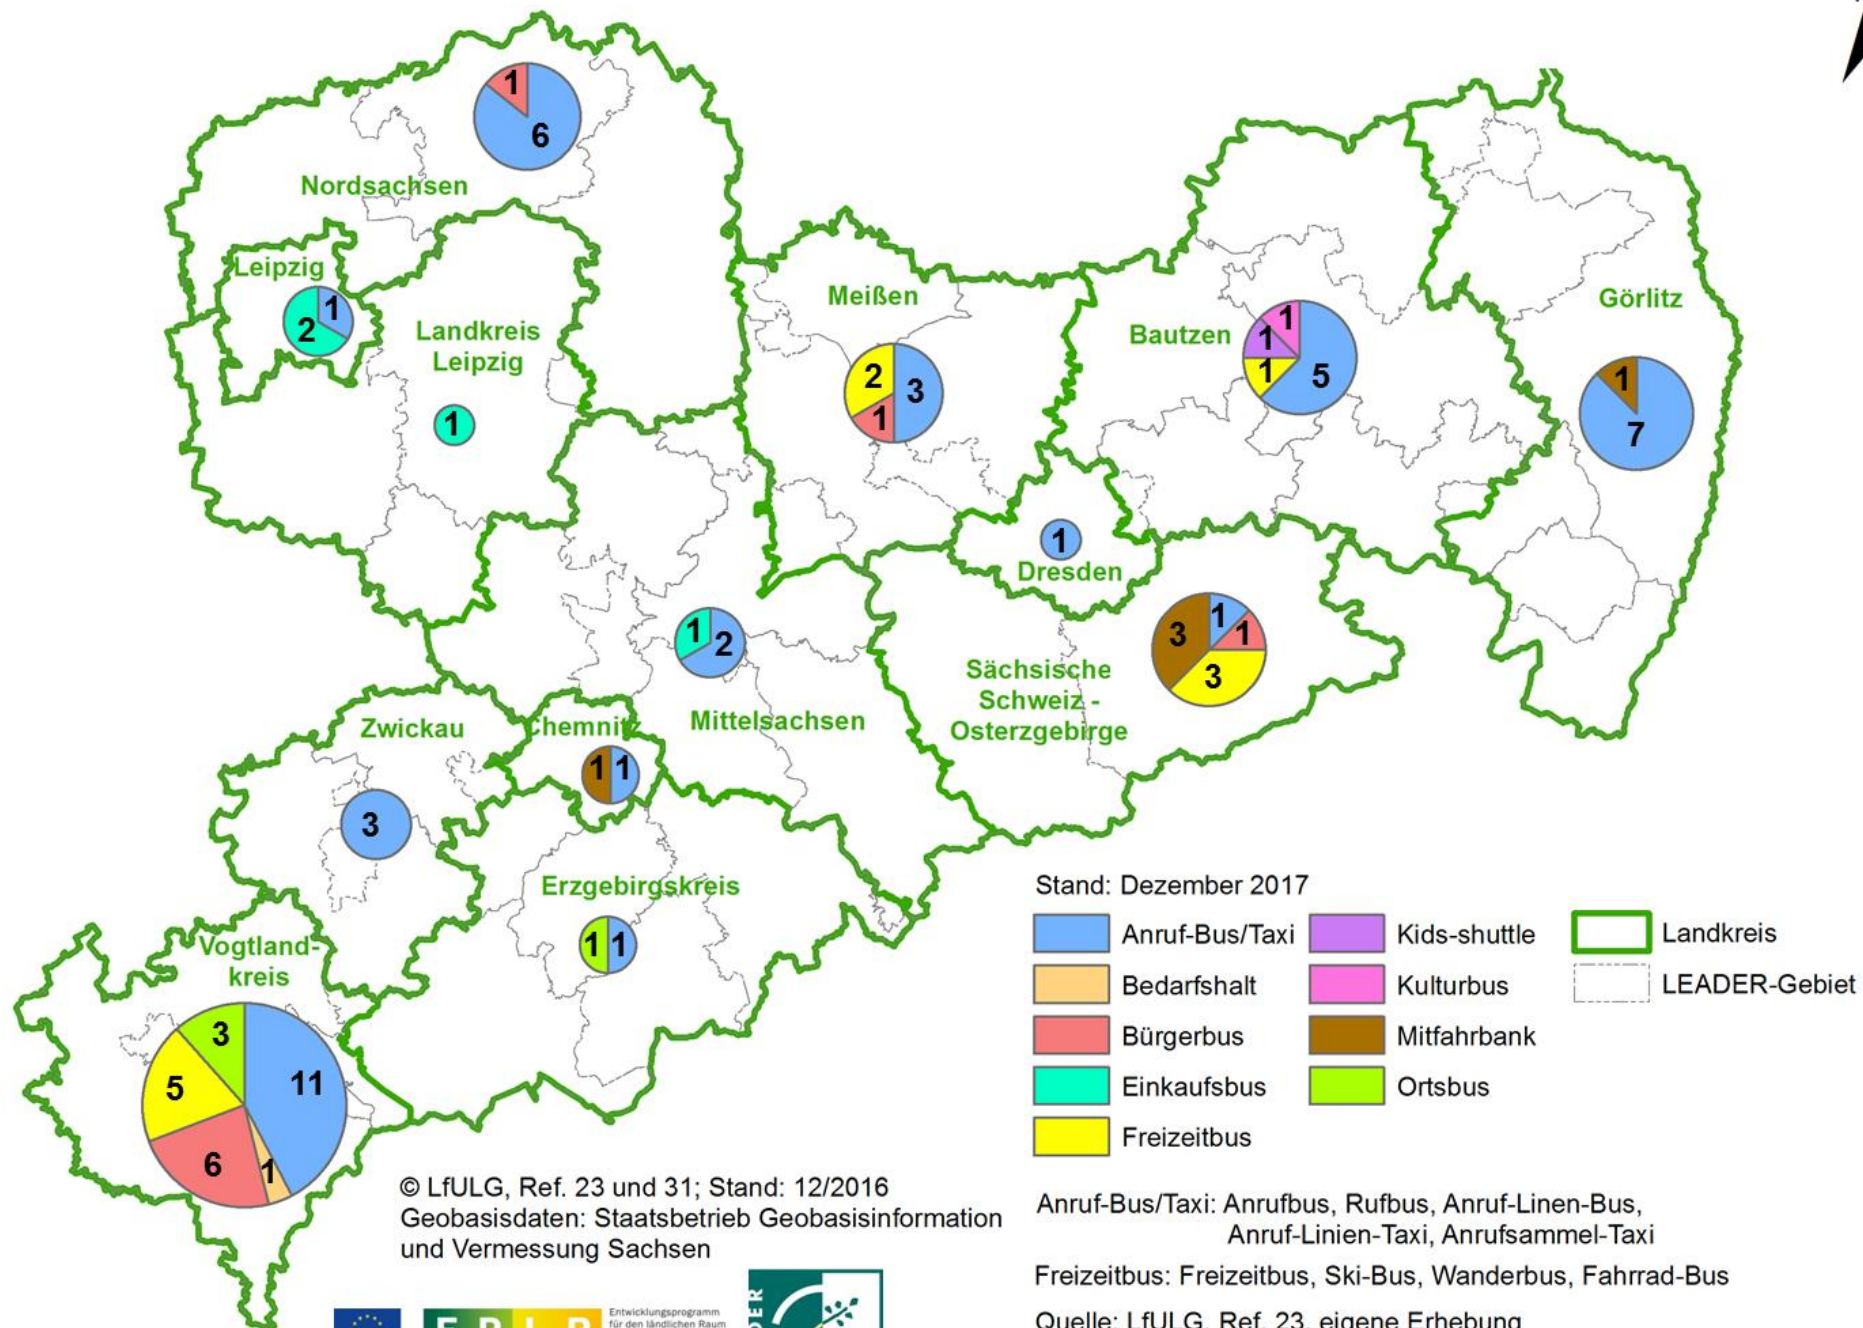 1
6
Nordsachsen
Leipzig
1
2
Landkreis
Leipzig
1
Meißen
2
3
1
Bautzen
1
1
1
5
Görlitz
1
7
1
Dresden
1
2
Mittelsachsen
Sächsische
Schweiz -
Osterzgebirge
1
1
3
3
Zwickau
3
Chemnitz
1
1
Erzgebirgskreis
1
1
Vogtland-
kreis
3
5
11
6
1
Stand: Dezember 2017
Anruf-Bus/Taxi
Bedarfshalt
Bürgerbus
Einkaufsbus
Freizeitbus
Kids-shuttle
Kulturbus
Mitfahrbank
Ortsbus
Landkreis
LEADER-Gebiet
© LfULG, Ref. 23 und 31; Stand: 12/2016
Geobasisdaten: Staatsbetrieb Geobasisinformation
und Vermessung Sachsen
Anruf-Bus/Taxi: Anrufbus, Rufbus, Anruf-Linen-Bus,
Anruf-Linien-Taxi, Anrufsammel-Taxi
Freizeitbus: Freizeitbus, Ski-Bus, Wanderbus, Fahrrad-Bus
Quelle: LfULG, Ref. 23, eigene Erhebung
Entwicklungsprogramm
für den ländlichen Raum